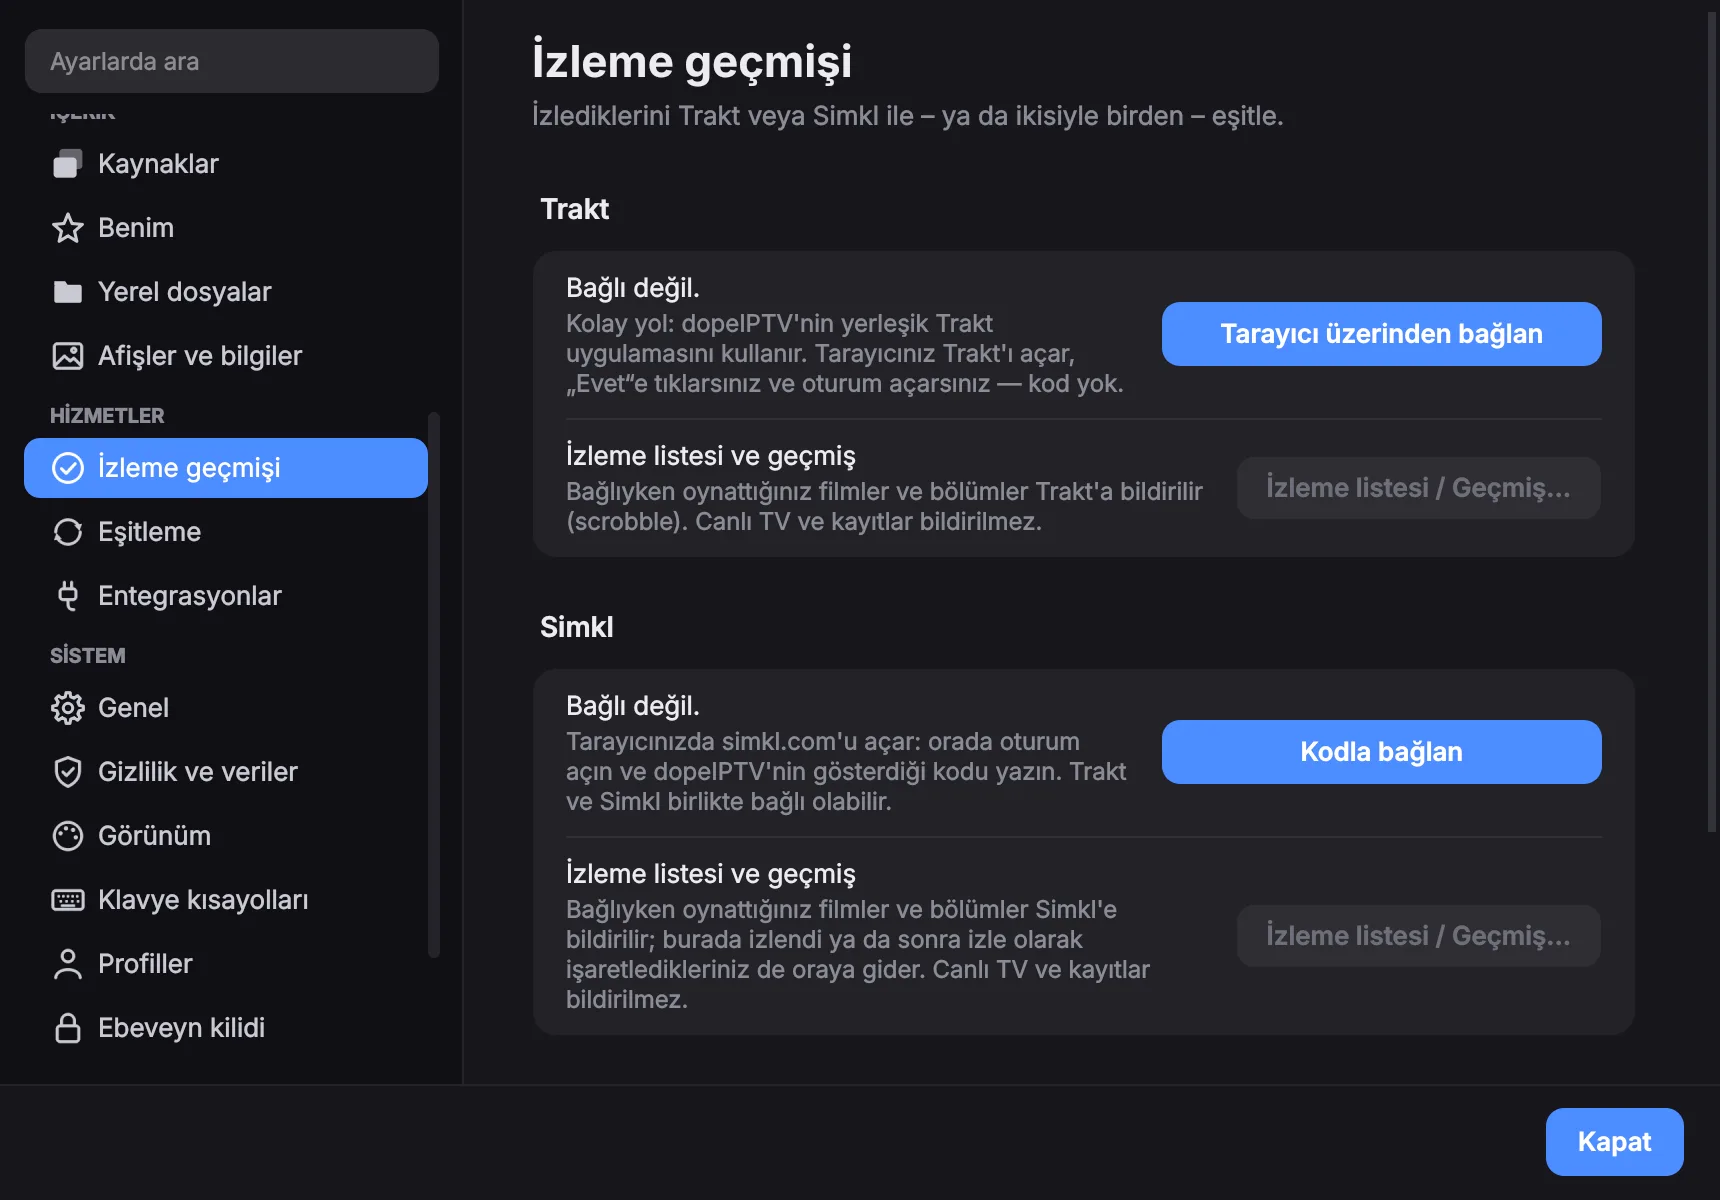 Ayarlarda ara
İÇERİK
Kaynaklar
Benim
Yerel dosyalar
Afişler ve bilgiler
HİZMETLER
İzleme geçmişi
Eşitleme
Entegrasyonlar
SİSTEM
Genel
Gizlilik ve veriler
Görünüm
Klavye kısayolları
Profiller
Ebeveyn kilidi
İzleme geçmişi
İzlediklerini Trakt veya Simkl ile – ya da ikisiyle birden – eşitle.
Trakt
Bağlı değil.
Kolay yol: dopeIPTV'nin yerleşik Trakt
uygulamasını kullanır. Tarayıcınız Trakt'ı açar,
„Evet“e tıklarsınız ve oturum açarsınız — kod yok.
Tarayıcı üzerinden bağlan
İzleme listesi ve geçmiş
Bağlıyken oynattığınız filmler ve bölümler Trakt'a bildirilir
(scrobble). Canlı TV ve kayıtlar bildirilmez.
İzleme listesi / Geçmiş...
Simkl
Bağlı değil.
Tarayıcınızda simkl.com'u açar: orada oturum
açın ve dopeIPTV'nin gösterdiği kodu yazın. Trakt
ve Simkl birlikte bağlı olabilir.
Kodla bağlan
İzleme listesi ve geçmiş
Bağlıyken oynattığınız filmler ve bölümler Simkl'e
bildirilir; burada izlendi ya da sonra izle olarak
işaretledikleriniz de oraya gider. Canlı TV ve kayıtlar
bildirilmez.
İzleme listesi / Geçmiş...
Kapat